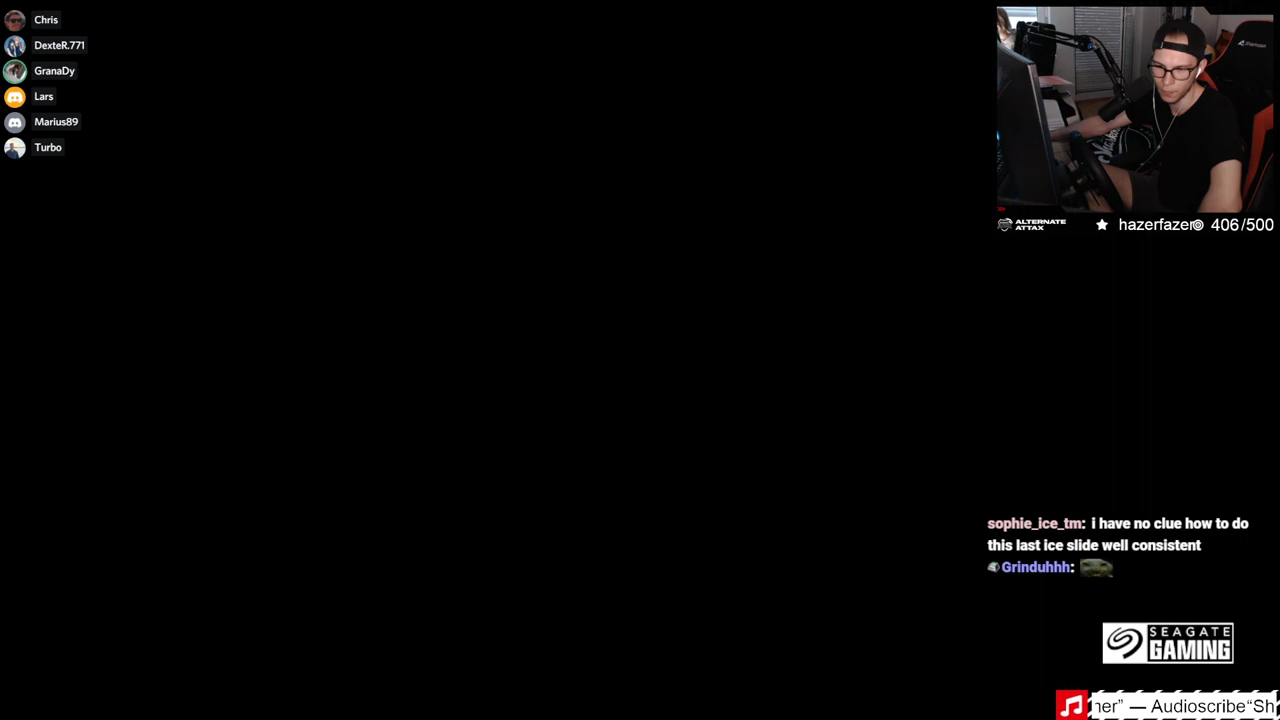 Chris
DexteR.771
GranaDy
Lars
Marius89
Turbo
ALTERNATE
ATTAX
hazerfazer
406/500
sophie_ice_tm: i have no clue how to do
this last ice slide well consistent
Grinduhhh:
SEAGATE
GAMING
ner” — Audioscribe“Sh